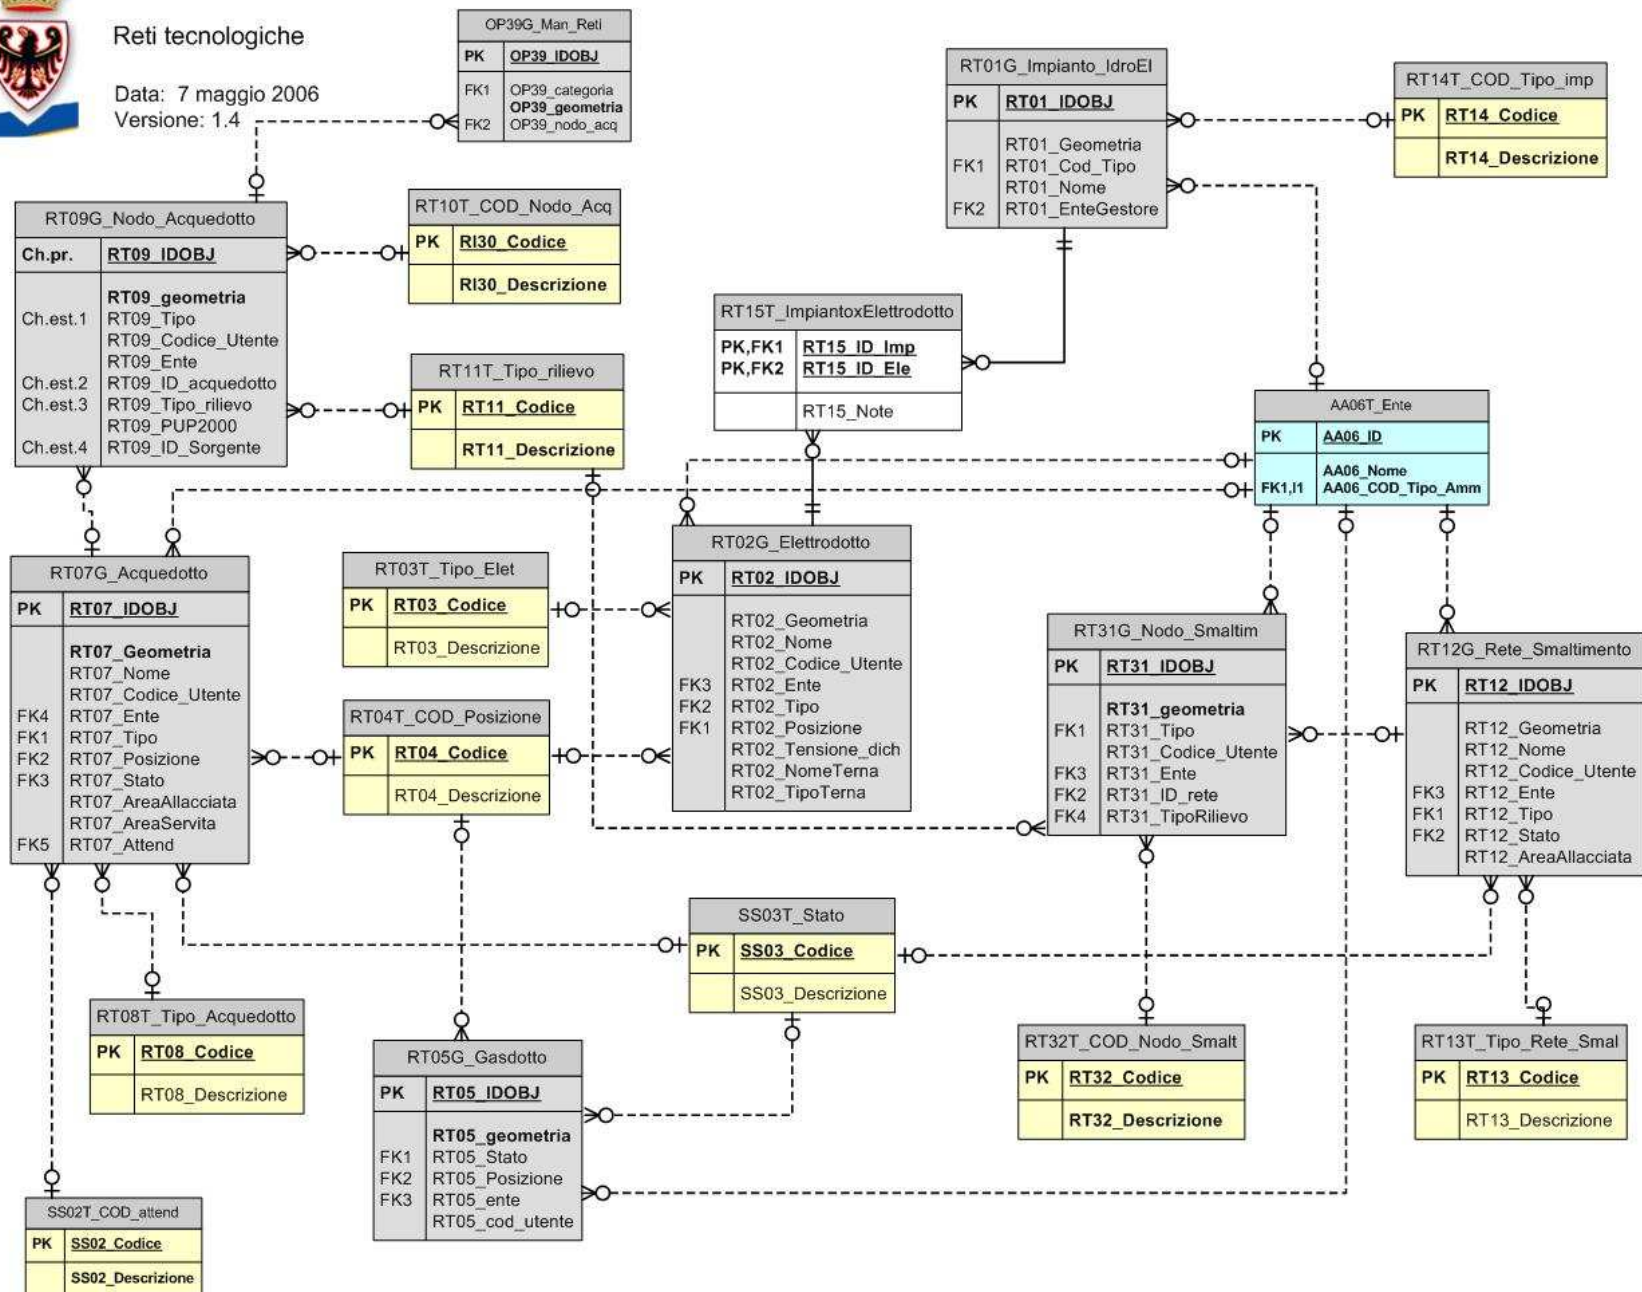 Reti tecnologiche
Data: 7 maggio 2006
Versione: 1.4
OP39G_Man_Reti
PK OP39_IDOBJ
FK1 OP39_categoria
OP39_geometria
FK2 OP39_nodo_acq
RT01G_Impianto_IdroEl
PK RT01_IDOBJ
RT01_Geometria
FK1 RT01_Cod_Tipo
RT01_Nome
FK2 RT01_EnteGestore
RT14T_COD_Tipo_imp
PK RT14_Codice
RT14_Descrizione
RT09G_Nodo_Acquedotto
Ch.pr. RT09_IDOBJ
RT09_geometria
Ch.est.1 RT09_Tipo
RT09_Codice_Utente
RT09_Ente
Ch.est.2 RT09_ID_acquedotto
Ch.est.3 RT09_Tipo_rilievo
RT09_PUP2000
Ch.est.4 RT09_ID_Sorgente
RT10T_COD_Nodo_Acq
PK RI30_Codice
RI30_Descrizione
RT11T_Tipo_rilievo
PK RT11_Codice
RT11_Descrizione
RT15T_ImpiantoxElettrodotto
PK,FK1 RT15_ID_Imp
PK,FK2 RT15_ID_Ele
RT15_Note
AA06T_Ente
PK AA06_ID
AA06_Nome
FK1,I1 AA06_COD_Tipo_Amm
RT07G_Acquedotto
PK RT07_IDOBJ
RT07_Geometria
RT07_Nome
RT07_Codice_Utente
FK4 RT07_Ente
FK1 RT07_Tipo
FK2 RT07_Posizione
FK3 RT07_Stato
RT07_AreaAllacciata
RT07_AreaServita
FK5 RT07_Attend
RT03T_Tipo_Elet
PK RT03_Codice
RT03_Descrizione
RT04T_COD_Posizione
PK RT04_Codice
RT04_Descrizione
RT02G_Elettrodotto
PK RT02_IDOBJ
RT02_Geometria
RT02_Nome
RT02_Codice_Utente
FK3 RT02_Ente
FK2 RT02_Tipo
FK1 RT02_Posizione
RT02_Tensione_dich
RT02_NomeTerna
RT02_TipoTerna
RT31G_Nodo_Smaltim
PK RT31_IDOBJ
RT31_geometria
FK1 RT31_Tipo
RT31_Codice_Utente
FK3 RT31_Ente
FK2 RT31_ID_rete
FK4 RT31_TipoRilievo
RT12G_Rete_Smaltimento
PK RT12_IDOBJ
RT12_Geometria
RT12_Nome
RT12_Codice_Utente
FK3 RT12_Ente
FK1 RT12_Tipo
FK2 RT12_Stato
RT12_AreaAllacciata
SS03T_Stato
PK SS03_Codice
SS03_Descrizione
RT08T_Tipo_Acquedotto
PK RT08_Codice
RT08_Descrizione
RT05G_Gasdotto
PK RT05_IDOBJ
RT05_geometria
FK1 RT05_Stato
FK2 RT05_Posizione
FK3 RT05_ente
RT05_cod_utente
RT32T_COD_Nodo_Smalt
PK RT32_Codice
RT32_Descrizione
RT13T_Tipo_Rete_Smal
PK RT13_Codice
RT13_Descrizione
SS02T_COD_attend
PK SS02_Codice
SS02_Descrizione